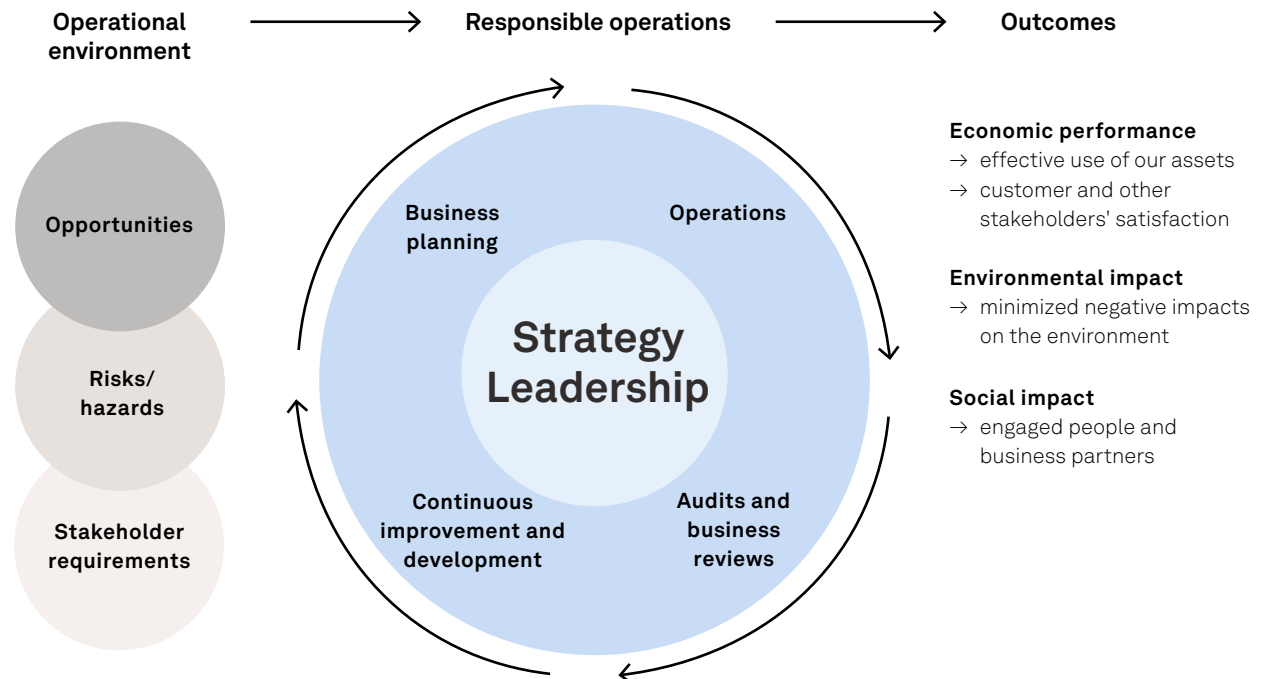 Operational
environment
Responsible operations
Outcomes
Opportunities
Risks/
hazards
Stakeholder
requirements
Business
planning
Operations
Strategy
Leadership
Continuous
improvement and
development
Audits and
business
reviews
Economic performance
→ effective use of our assets
→ customer and other
stakeholders' satisfaction
Environmental impact
→ minimized negative impacts
on the environment
Social impact
→ engaged people and
business partners